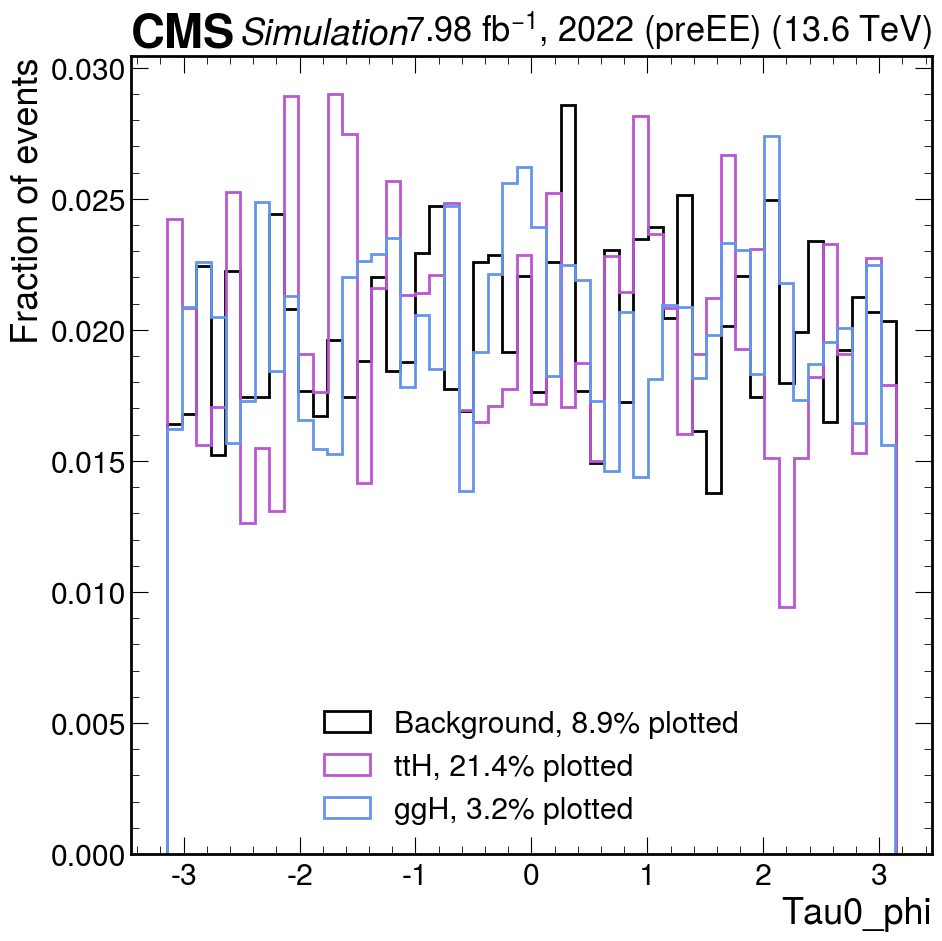 CMS Simulation 7.98 fb⁻¹, 2022 (preEE) (13.6 TeV)
Fraction of events
0.030
0.025
0.020
0.015
0.010
0.005
0.000
Background, 8.9% plotted
ttH, 21.4% plotted
ggH, 3.2% plotted
-3 -2 -1 0 1 2 3
Tau0_phi